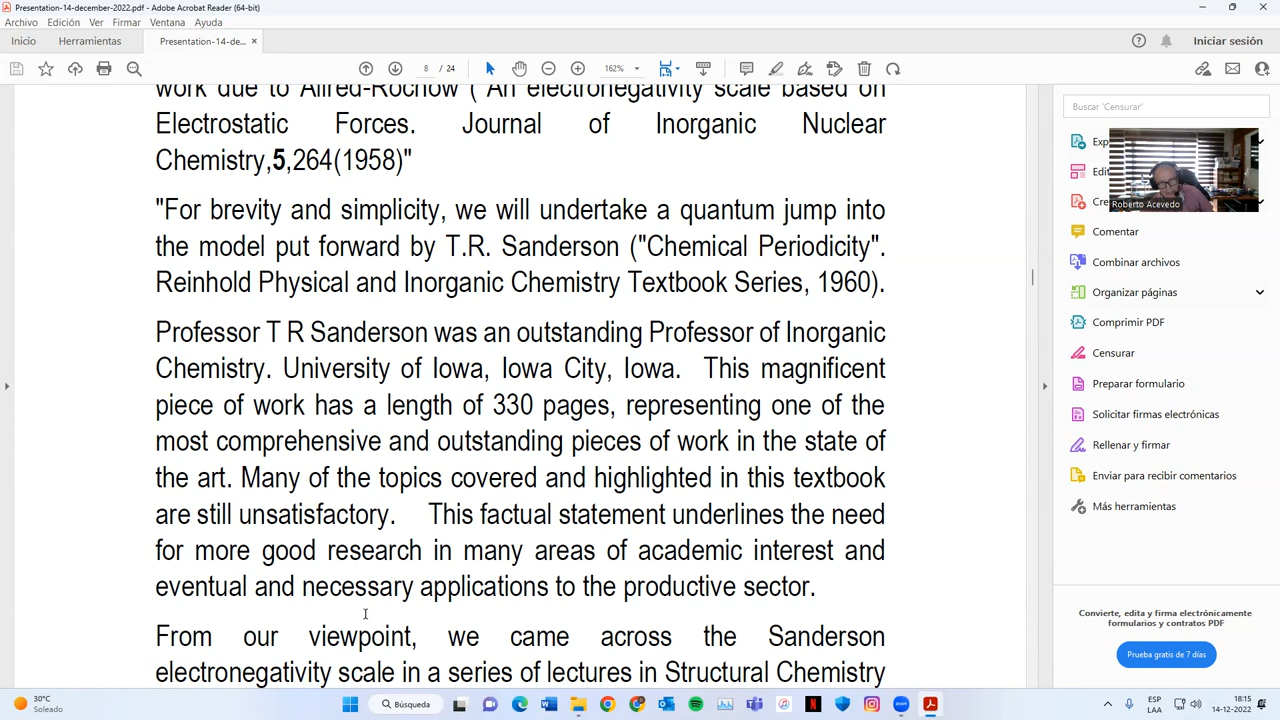 Presentation-14-december-2022.pdf - Adobe Acrobat Reader (64-bit)
Archivo Edición Ver Firmar Ventana Ayuda
Inicio Herramientas Presentation-14-de... × Iniciar sesión
8 / 24 162%
work due to Alfred-Rochow ("An electronegativity scale based on
Electrostatic Forces. Journal of Inorganic Nuclear
Chemistry,5,264(1958)"
"For brevity and simplicity, we will undertake a quantum jump into
the model put forward by T.R. Sanderson ("Chemical Periodicity".
Reinhold Physical and Inorganic Chemistry Textbook Series, 1960).
Professor T R Sanderson was an outstanding Professor of Inorganic
Chemistry. University of Iowa, Iowa City, Iowa. This magnificent
piece of work has a length of 330 pages, representing one of the
most comprehensive and outstanding pieces of work in the state of
the art. Many of the topics covered and highlighted in this textbook
are still unsatisfactory. This factual statement underlines the need
for more good research in many areas of academic interest and
eventual and necessary applications to the productive sector.
From our viewpoint, we came across the Sanderson
electronegativity scale in a series of lectures in Structural Chemistry
Buscar 'Censurar'
Exp
Edit
Cre
Roberto Acevedo
Comentar
Combinar archivos
Organizar páginas
Comprimir PDF
Censurar
Preparar formulario
Solicitar firmas electrónicas
Rellenar y firmar
Enviar para recibir comentarios
Más herramientas
Convierte, edita y firma electrónicamente
formularios y contratos PDF
Prueba gratis de 7 días
30°C
Soleado
Búsqueda
ESP
LAA
18:15
14-12-2022